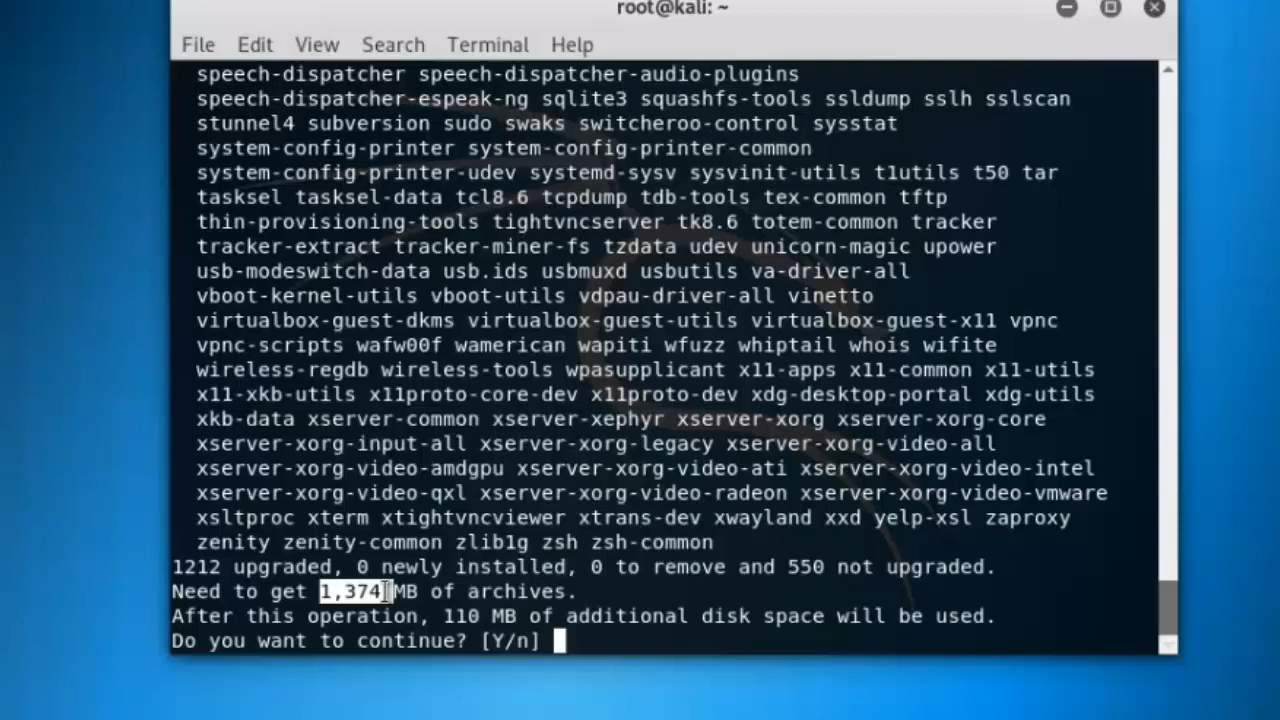 root@kali: ~
File Edit View Search Terminal Help
speech-dispatcher speech-dispatcher-audio-plugins
speech-dispatcher-espeak-ng sqlite3 squashfs-tools ssldump sslh sslscan
stunnel4 subversion sudo swaks switcheroo-control sysstat
system-config-printer system-config-printer-common
system-config-printer-udev systemd-sysv sysvinit-utils t1utils t50 tar
tasksel tasksel-data tcl8.6 tcpdump tdb-tools tex-common tftp
thin-provisioning-tools tightvncserver tk8.6 totem-common tracker
tracker-extract tracker-miner-fs tzdata udev unicorn-magic upower
usb-modeswitch-data usb.ids usbmuxd usbutils va-driver-all
vboot-kernel-utils vboot-utils vdpau-driver-all vinetto
virtualbox-guest-dkms virtualbox-guest-utils virtualbox-guest-x11 vpnc
vpnc-scripts wafw00f wamerican wapiti wfuzz whiptail whois wifite
wireless-regdb wireless-tools wpasupplicant x11-apps x11-common x11-utils
x11-xkb-utils x11proto-core-dev x11proto-dev xdg-desktop-portal xdg-utils
xkb-data xserver-common xserver-xephyr xserver-xorg xserver-xorg-core
xserver-xorg-input-all xserver-xorg-legacy xserver-xorg-video-all
xserver-xorg-video-amdgpu xserver-xorg-video-ati xserver-xorg-video-intel
xserver-xorg-video-qxl xserver-xorg-video-radeon xserver-xorg-video-vmware
xsltproc xterm xtightvncviewer xtrans-dev xwayland xxd yelp-xsl zaproxy
zenity zenity-common zlib1g zsh zsh-common
1212 upgraded, 0 newly installed, 0 to remove and 550 not upgraded.
Need to get 1,374 MB of archives.
After this operation, 110 MB of additional disk space will be used.
Do you want to continue? [Y/n]